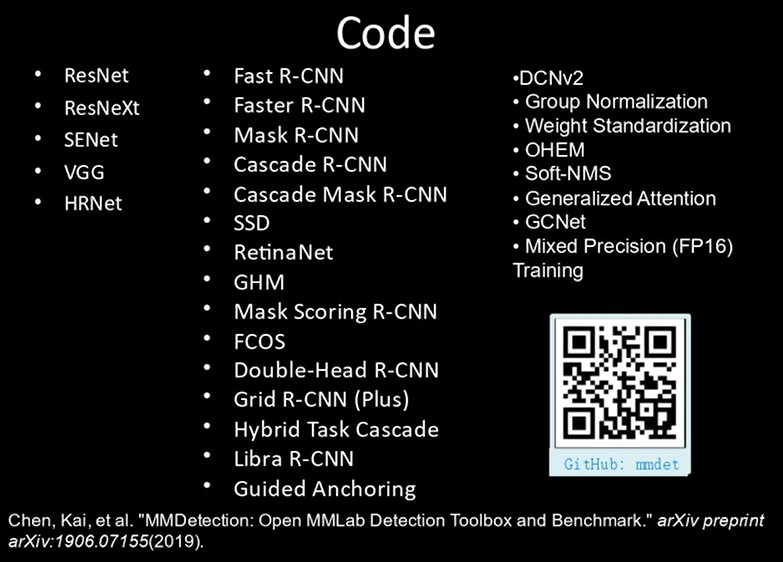 Code
• ResNet
• ResNeXt
• SENet
• VGG
• HRNet
• Fast R-CNN
• Faster R-CNN
• Mask R-CNN
• Cascade R-CNN
• Cascade Mask R-CNN
• SSD
• RetinaNet
• GHM
• Mask Scoring R-CNN
• FCOS
• Double-Head R-CNN
• Grid R-CNN (Plus)
• Hybrid Task Cascade
• Libra R-CNN
• Guided Anchoring
•DCNv2
• Group Normalization
• Weight Standardization
• OHEM
• Soft-NMS
• Generalized Attention
• GCNet
• Mixed Precision (FP16)
Training
GitHub: mmdet
Chen, Kai, et al. "MMDetection: Open MMLab Detection Toolbox and Benchmark." arXiv preprint
arXiv:1906.07155(2019).